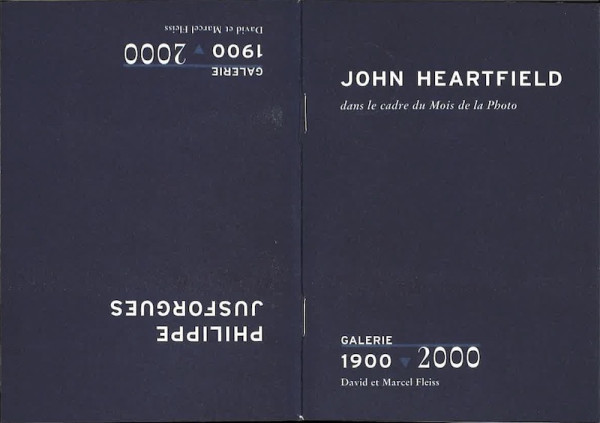 JOHN HEARTFIELD
dans le cadre du Mois de la Photo
GALERIE
1900 ▼ 2000
David et Marcel Fleiss
PHILIPPE
JUSFORGUES
GALERIE
1900 ▼ 2000
David et Marcel Fleiss